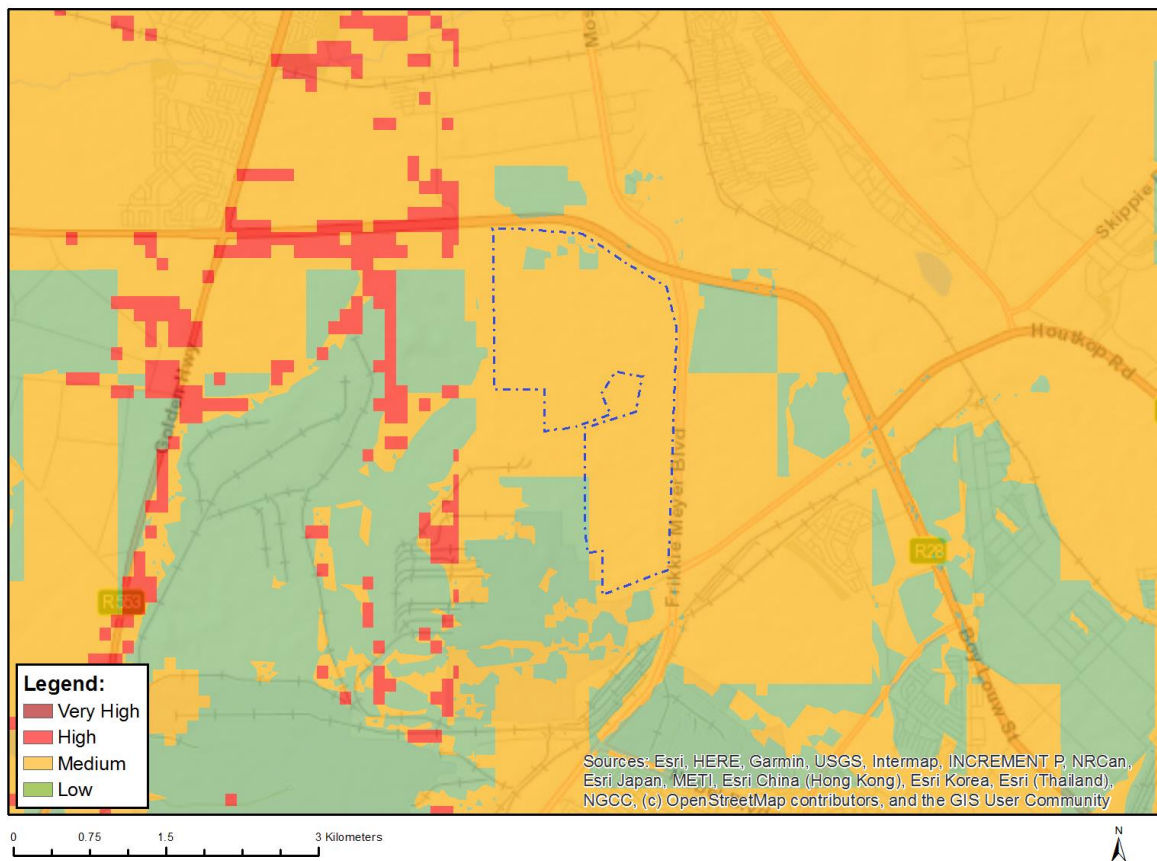 Mos
Skippie
Houtkop Rd
Golden Hwy
Frikkie Meyer Blvd
R28
R553
Boy Louw St
Legend:
Very High
High
Medium
Low
Sources: Esri, HERE, Garmin, USGS, Intermap, INCREMENT P, NRCan,
Esri Japan, METI, Esri China (Hong Kong), Esri Korea, Esri (Thailand),
NGCC, (c) OpenStreetMap contributors, and the GIS User Community
0 0.75 1.5 3 Kilometers
N